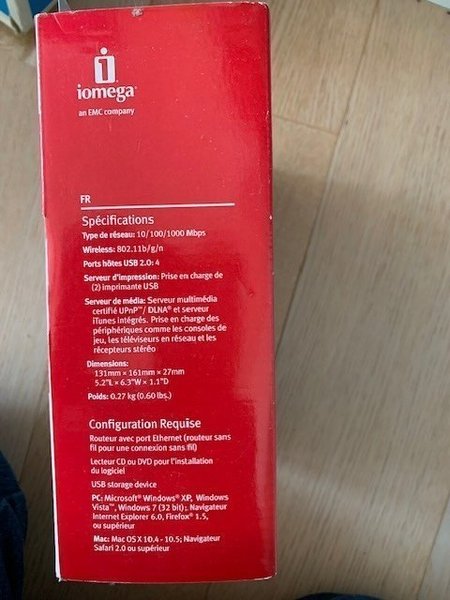 iomega®
an EMC company
FR
Spécifications
Type de réseau: 10/100/1000 Mbps
Wireless: 802.11b/g/n
Ports hôtes USB 2.0: 4
Serveur d'impression: Prise en charge de
(2) imprimante USB
Serveur de média: Serveur multimédia
certifié UPnP™/ DLNA® et serveur
iTunes intégrés. Prise en charge des
périphériques comme les consoles de
jeu, les téléviseurs en réseau et les
récepteurs stéréo
Dimensions:
131mm × 161mm × 27mm
5.2"L × 6.3"W × 1.1"D
Poids: 0.27 kg (0.60 lbs.)
Configuration Requise
Routeur avec port Ethernet (routeur sans
fil pour une connexion sans fil)
Lecteur CD ou DVD pour l'installation
du logiciel
USB storage device
PC: Microsoft® Windows® XP, Windows
Vista™, Windows 7 (32 bit); Navigateur
Internet Explorer 6.0, Firefox® 1.5,
ou supérieur
Mac: Mac OS X 10.4 - 10.5; Navigateur
Safari 2.0 ou supérieur